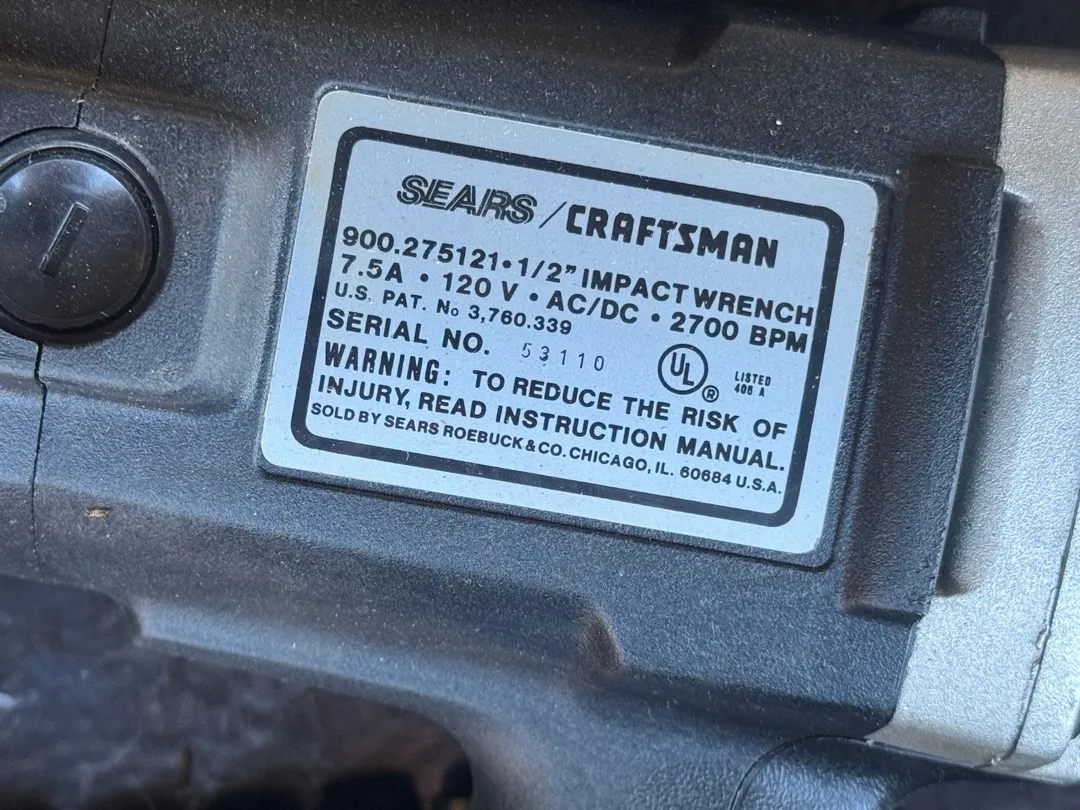 SEARS / CRAFTSMAN
900.275121 • 1/2” IMPACT WRENCH
7.5A • 120 V • AC/DC • 2700 BPM
U.S. PAT. No 3,760.339
SERIAL NO. 53110
UL ® LISTED
406 A
WARNING: TO REDUCE THE RISK OF
INJURY, READ INSTRUCTION MANUAL.
SOLD BY SEARS ROEBUCK & CO. CHICAGO, IL. 60684 U.S.A.